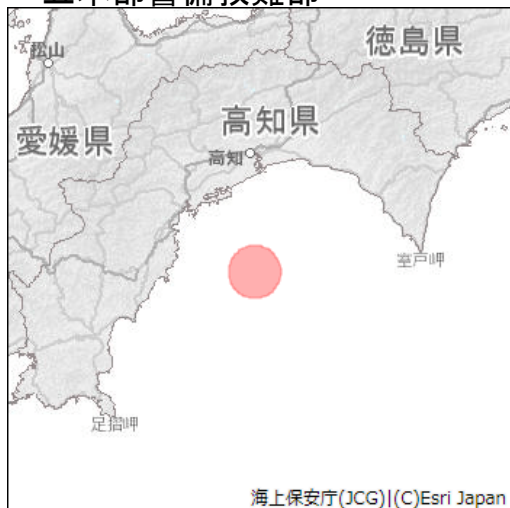 徳島県
松山
高知県
愛媛県
高知
室戸岬
足摺岬
海上保安庁(JCG)|(C)Esri Japan